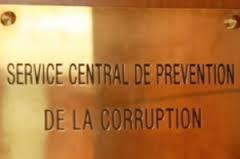 SERVICE CENTRAL DE PREVENTION
DE LA CORRUPTION